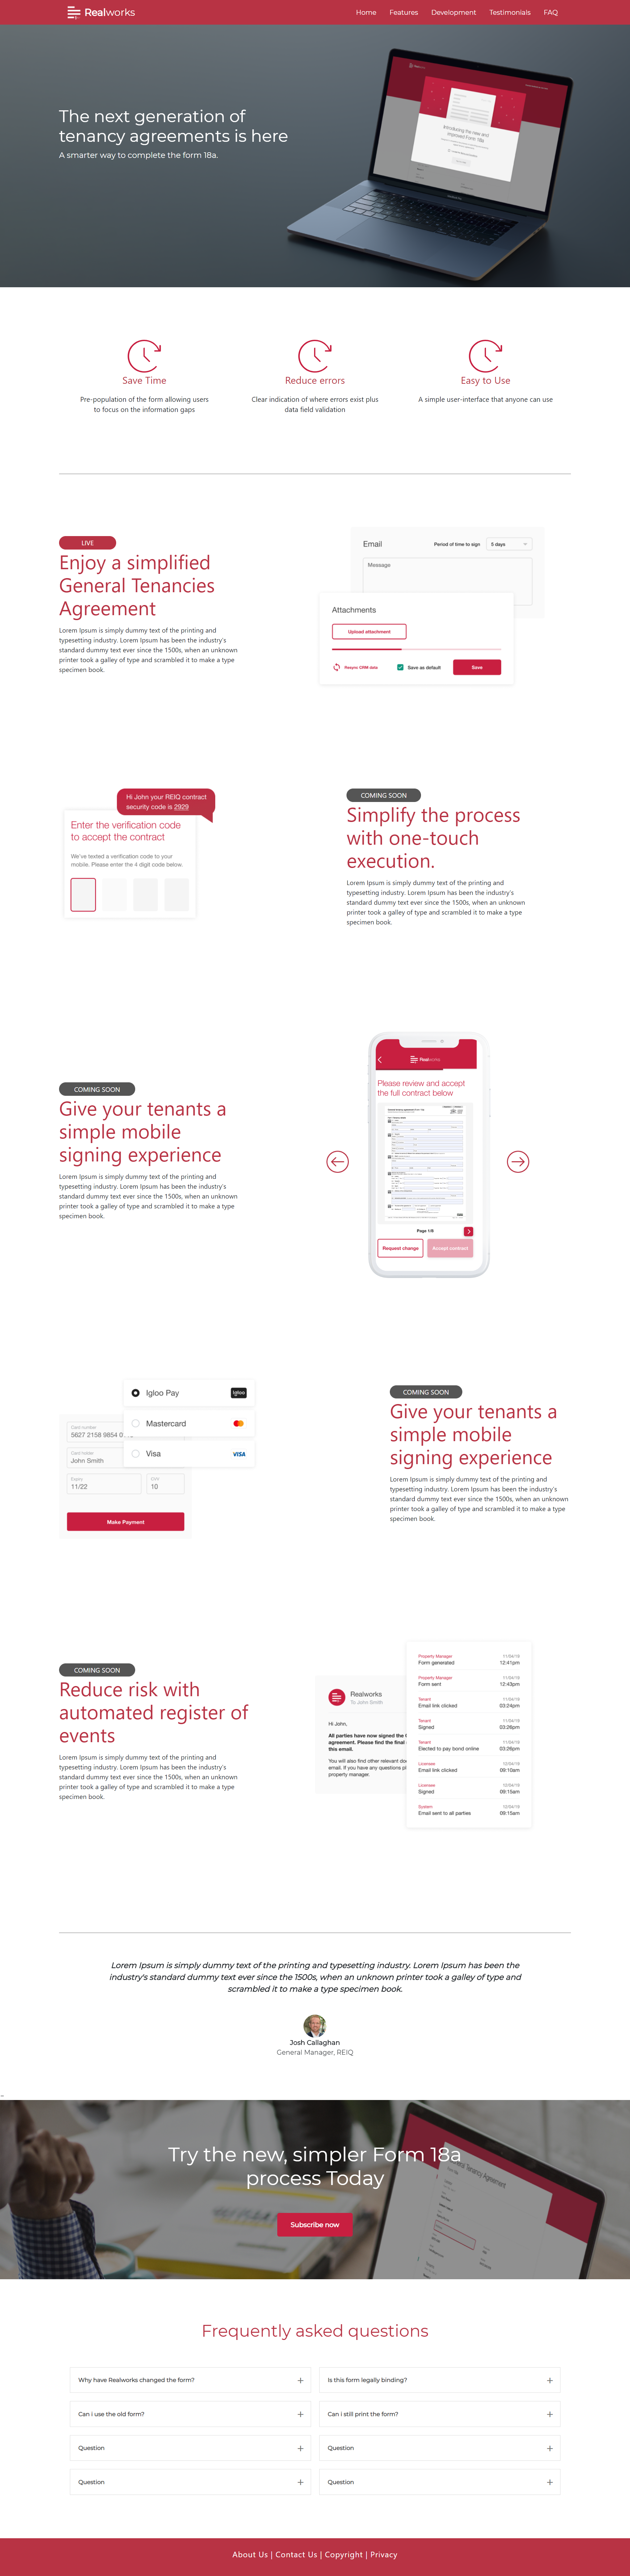 Realworks
Home Features Development Testimonials FAQ
The next generation of
tenancy agreements is here
A smarter way to complete the form 18a.
Introducing the new and
improved Form 18a
Save Time
Pre-population of the form allowing users
to focus on the information gaps
Reduce errors
Clear indication of where errors exist plus
data field validation
Easy to Use
A simple user-interface that anyone can use
LIVE
Enjoy a simplified
General Tenancies
Agreement
Lorem Ipsum is simply dummy text of the printing and
typesetting industry. Lorem Ipsum has been the industry's
standard dummy text ever since the 1500s, when an unknown
printer took a galley of type and scrambled it to make a type
specimen book.
Email
Period of time to sign 5 days
Message
Attachments
Upload attachment
Resync CRM data
Save as default
Save
Hi John your REIQ contract
security code is 2929
Enter the verification code
to accept the contract
We've texted a verification code to your
mobile. Please enter the 4 digit code below.
COMING SOON
Simplify the process
with one-touch
execution.
Lorem Ipsum is simply dummy text of the printing and
typesetting industry. Lorem Ipsum has been the industry's
standard dummy text ever since the 1500s, when an unknown
printer took a galley of type and scrambled it to make a type
specimen book.
COMING SOON
Give your tenants a
simple mobile
signing experience
Lorem Ipsum is simply dummy text of the printing and
typesetting industry. Lorem Ipsum has been the industry's
standard dummy text ever since the 1500s, when an unknown
printer took a galley of type and scrambled it to make a type
specimen book.
Realworks
Please review and accept
the full contract below
Page 1/8
Request change
Accept contract
Igloo Pay
Igloo
Mastercard
Visa
VISA
Card number
5627 2158 9854 0
Card holder
John Smith
Expiry
11/22
CVV
10
Make Payment
COMING SOON
Give your tenants a
simple mobile
signing experience
Lorem Ipsum is simply dummy text of the printing and
typesetting industry. Lorem Ipsum has been the industry's
standard dummy text ever since the 1500s, when an unknown
printer took a galley of type and scrambled it to make a type
specimen book.
COMING SOON
Reduce risk with
automated register of
events
Lorem Ipsum is simply dummy text of the printing and
typesetting industry. Lorem Ipsum has been the industry's
standard dummy text ever since the 1500s, when an unknown
printer took a galley of type and scrambled it to make a type
specimen book.
Realworks
To John Smith
Hi John,
All parties have now signed the
agreement. Please find the final
this email.
You will also find other relevant
email. If you have any questions
property manager.
Property Manager 11/04/19
Form generated 12:41pm
Property Manager 11/04/19
Form sent 12:43pm
Tenant 11/04/19
Email link clicked 03:24pm
Tenant 11/04/19
Signed 03:26pm
Tenant 11/04/19
Elected to pay bond online 03:26pm
Licensee 12/04/19
Email link clicked 09:10am
Licensee 12/04/19
Signed 09:15am
System 12/04/19
Email sent to all parties 09:15am
Lorem Ipsum is simply dummy text of the printing and typesetting industry. Lorem Ipsum has been the
industry's standard dummy text ever since the 1500s, when an unknown printer took a galley of type and
scrambled it to make a type specimen book.
Josh Callaghan
General Manager, REIQ
Try the new, simpler Form 18a
process Today
Subscribe now
Frequently asked questions
Why have Realworks changed the form?
Is this form legally binding?
Can i use the old form?
Can i still print the form?
Question
Question
Question
Question
About Us | Contact Us | Copyright | Privacy